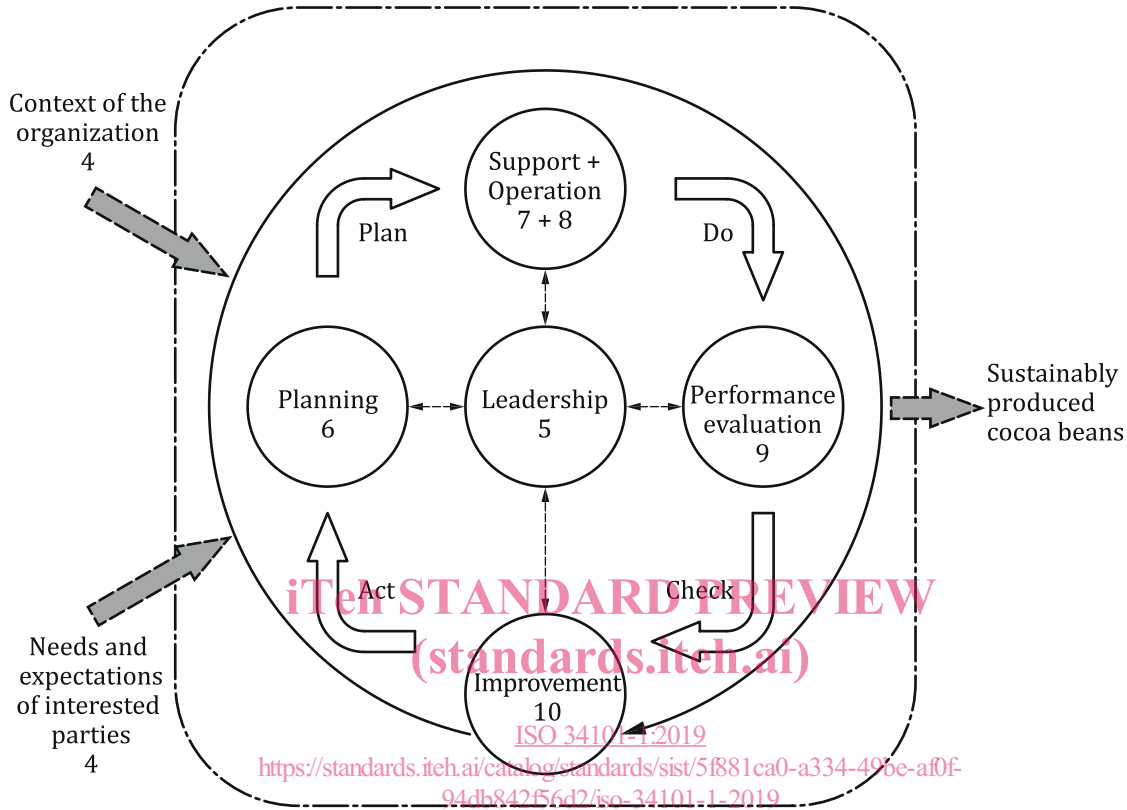 Context of the
organization
4
Support +
Operation
7 + 8
Plan
Do
Planning
6
Leadership
5
Performance
evaluation
9
Sustainably
produced
cocoa beans
Act
Check
iTeh STANDARD PREVIEW
(standards.iteh.ai)
Needs and
expectations
of interested
parties
4
Improvement
10
ISO 34101-1:2019
https://standards.iteh.ai/catalog/standards/sist/5f881ca0-a334-49be-af0f-
94db842f56d2/iso-34101-1-2019